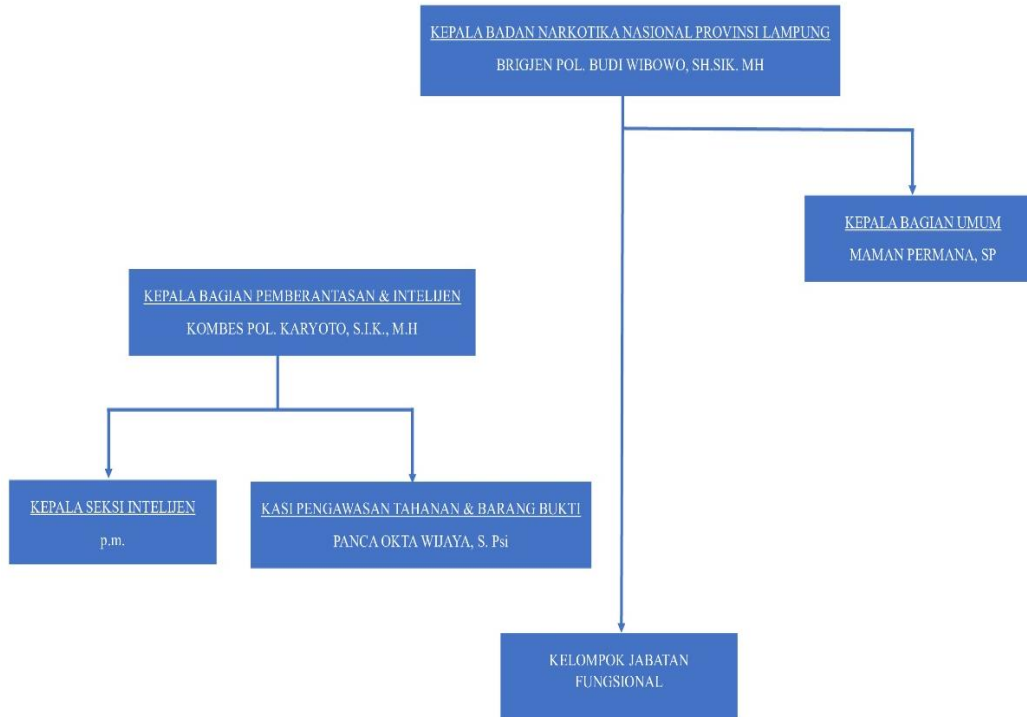 KEPALA BADAN NARKOTIKA NASIONAL PROVINSI LAMPUNG
BRIGJEN POL. BUDI WIBOWO, SH.SIK. MH
KEPALA BAGIAN UMUM
MAMAN PERMANA, SP
KEPALA BAGIAN PEMBERANTASAN & INTELIJEN
KOMBES POL. KARYOTO, S.I.K., M.H
KEPALA SEKSI INTELIJEN
p.m.
KASI PENGAWASAN TAHANAN & BARANG BUKTI
PANCA OKTA WIJAYA, S. Psi
KELOMPOK JABATAN
FUNGSIONAL